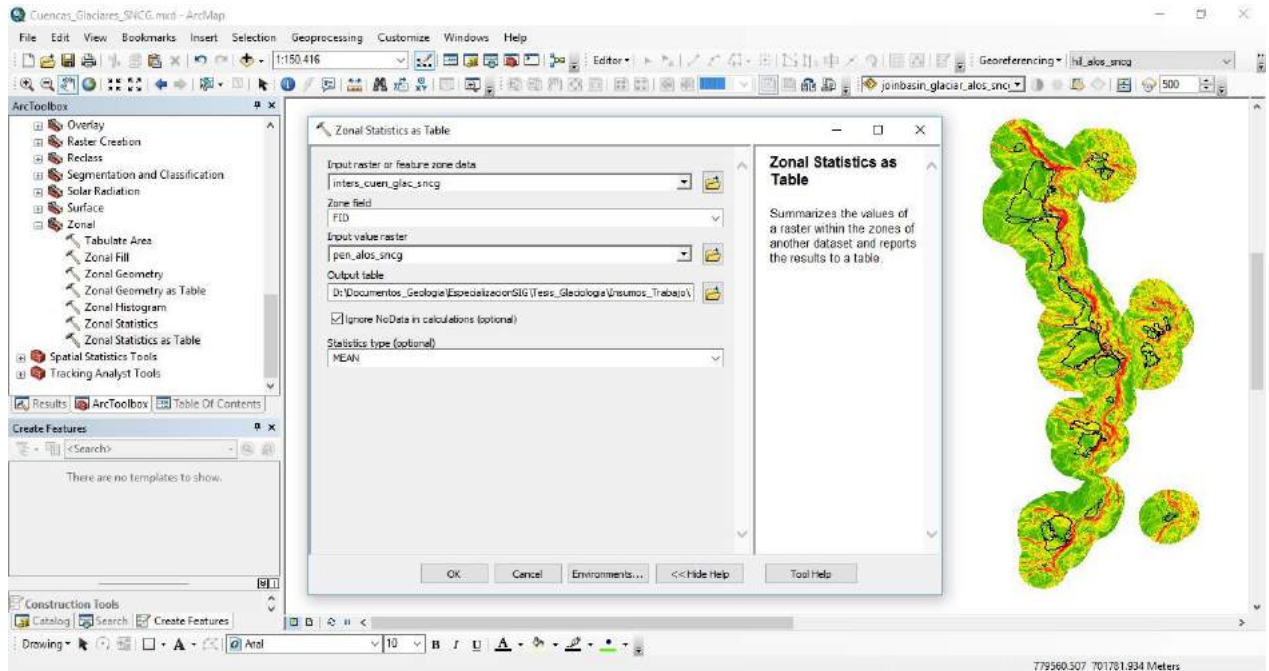 Cuencas_Glaciares_SNCG.mxd - ArcMap
File Edit View Bookmarks Insert Selection Geoprocessing Customize Windows Help
1:150.416
Editor
Georeferencing
hil_alos_sncg
joinbasin_glaciar_alos_snc
500
ArcToolbox
Overlay
Raster Creation
Reclass
Segmentation and Classification
Solar Radiation
Surface
Zonal
Tabulate Area
Zonal Fill
Zonal Geometry
Zonal Geometry as Table
Zonal Histogram
Zonal Statistics
Zonal Statistics as Table
Spatial Statistics Tools
Tracking Analyst Tools
Results ArcToolbox Table Of Contents
Create Features
<Search>
There are no templates to show.
Construction Tools
Catalog Search Create Features
Zonal Statistics as Table
Input raster or feature zone data
inters_cuen_glac_sncg
Zone field
FID
Input value raster
pen_alos_sncg
Output table
D:\Documentos_Geologia\EspecializacionSIG\Tesis_Glaciologia\Insumos_Trabajo\
Ignore NoData in calculations (optional)
Statistics type (optional)
MEAN
OK Cancel Environments... << Hide Help Tool Help
Zonal Statistics as
Table
Summarizes the values of
a raster within the zones of
another dataset and reports
the results to a table.
Drawing A Arial 10 B I U A
779560.507 701781.934 Meters